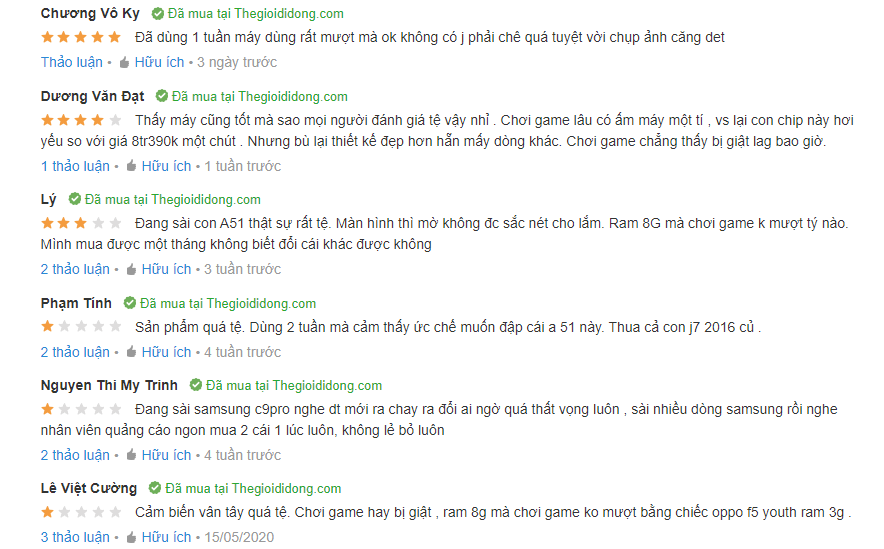 Chương Vô Ky Đã mua tại Thegioididong.com
Đã dùng 1 tuần máy dùng rất mượt mà ok không có j phải chê quá tuyệt vời chụp ảnh căng det
Thảo luận • Hữu ích • 3 ngày trước
Dương Văn Đạt Đã mua tại Thegioididong.com
Thấy máy cũng tốt mà sao mọi người đánh giá tệ vậy nhỉ . Chơi game lâu có ấm máy một tí , vs lại con chip này hơi
yếu so với giá 8tr390k một chút . Nhưng bù lại thiết kế đẹp hơn hẵn mấy dòng khác. Chơi game chẳng thấy bị giật lag bao giờ.
1 thảo luận • Hữu ích • 1 tuần trước
Lý Đã mua tại Thegioididong.com
Đang sài con A51 thật sự rất tệ. Màn hình thì mờ không đc sắc nét cho lắm. Ram 8G mà chơi game k mượt tý nào.
Mình mua được một tháng không biết đổi cái khác được không
2 thảo luận • Hữu ích • 3 tuần trước
Phạm Tính Đã mua tại Thegioididong.com
Sản phẩm quá tệ. Dùng 2 tuần mà cảm thấy ức chế muốn đập cái a 51 này. Thua cả con j7 2016 củ .
2 thảo luận • Hữu ích • 4 tuần trước
Nguyen Thi My Trinh Đã mua tại Thegioididong.com
Đang sài samsung c9pro nghe dt mới ra chay ra đổi ai ngờ quá thất vọng luôn , sài nhiều dòng samsung rồi nghe
nhân viên quảng cáo ngon mua 2 cái 1 lúc luôn, không lẻ bỏ luôn
2 thảo luận • Hữu ích • 4 tuần trước
Lê Việt Cường Đã mua tại Thegioididong.com
Cảm biến vân tây quá tệ. Chơi game hay bị giật , ram 8g mà chơi game ko mượt bằng chiếc oppo f5 youth ram 3g .
3 thảo luận • Hữu ích • 15/05/2020